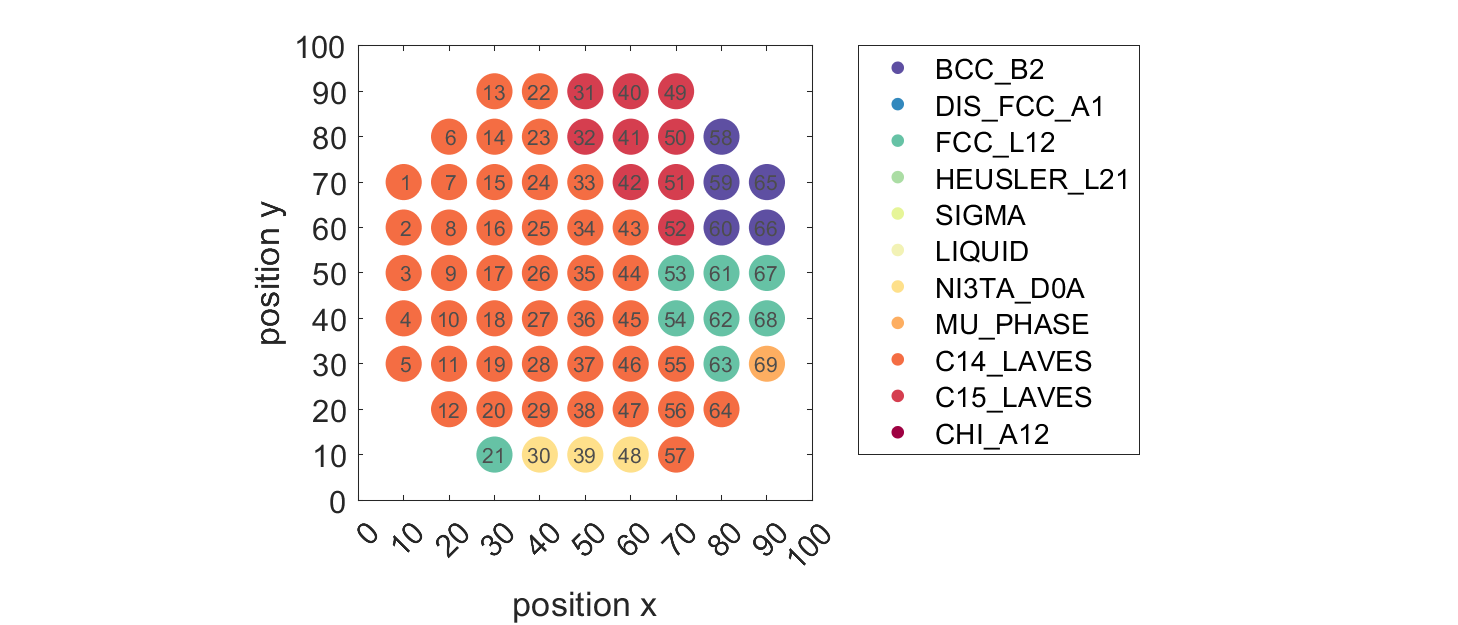 100
90
80
70
60
50
40
30
20
10
0
position y
13 22 31 40 49
6 14 23 32 41 50 58
1 7 15 24 33 42 51 59 65
2 8 16 25 34 43 52 60 66
3 9 17 26 35 44 53 61 67
4 10 18 27 36 45 54 62 68
5 11 19 28 37 46 55 63 69
12 20 29 38 47 56 64
21 30 39 48 57
0 10 20 30 40 50 60 70 80 90 100
position x
BCC_B2
DIS_FCC_A1
FCC_L12
HEUSLER_L21
SIGMA
LIQUID
NI3TA_D0A
MU_PHASE
C14_LAVES
C15_LAVES
CHI_A12